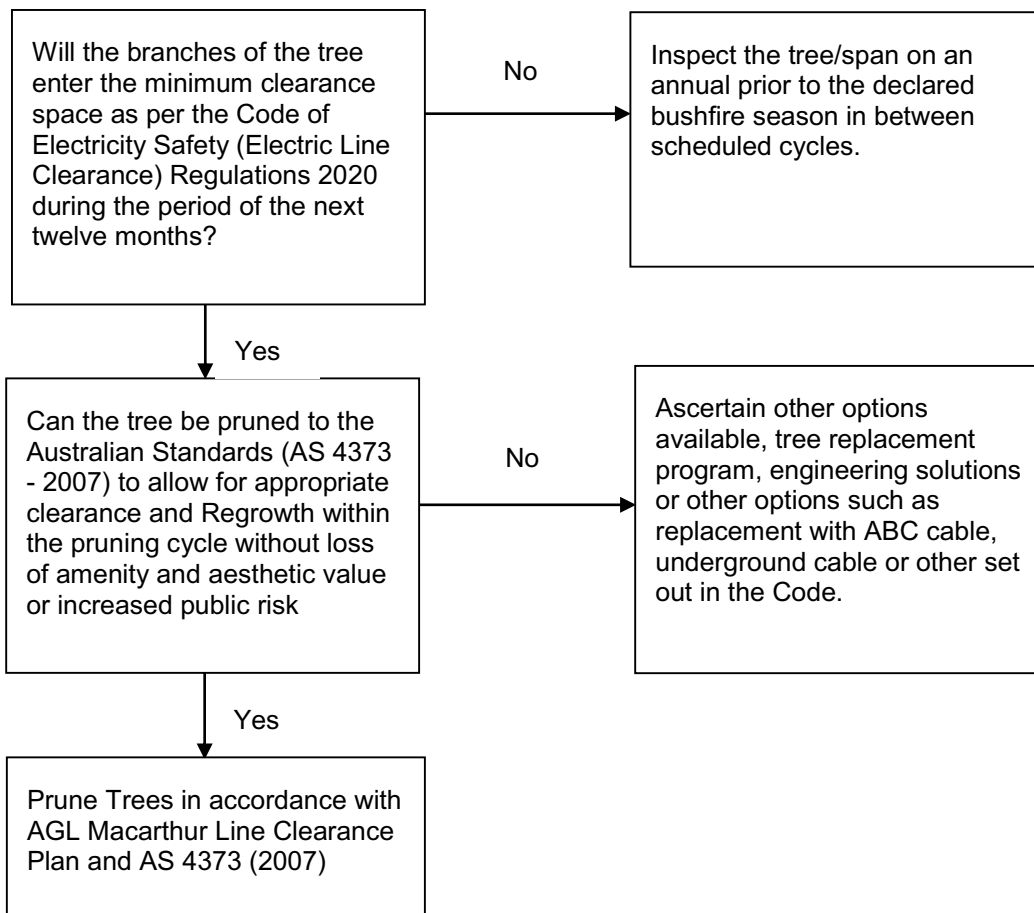 Will the branches of the tree
enter the minimum clearance
space as per the Code of
Electricity Safety (Electric Line
Clearance) Regulations 2020
during the period of the next
twelve months?
No
Inspect the tree/span on an
annual prior to the declared
bushfire season in between
scheduled cycles.
Yes
Can the tree be pruned to the
Australian Standards (AS 4373
- 2007) to allow for appropriate
clearance and Regrowth within
the pruning cycle without loss
of amenity and aesthetic value
or increased public risk
No
Ascertain other options
available, tree replacement
program, engineering solutions
or other options such as
replacement with ABC cable,
underground cable or other set
out in the Code.
Yes
Prune Trees in accordance with
AGL Macarthur Line Clearance
Plan and AS 4373 (2007)